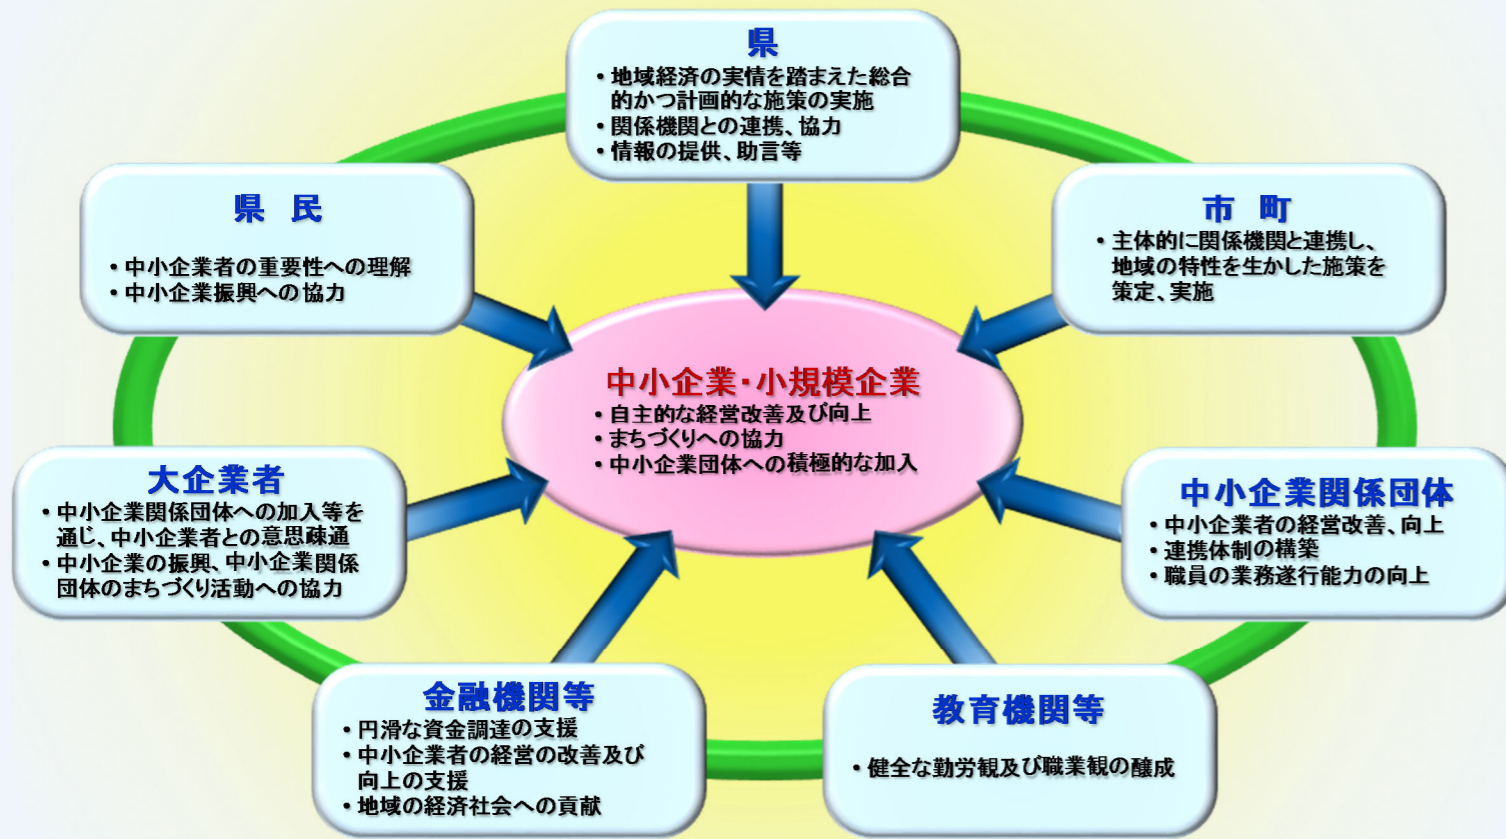 県
・地域経済の実情を踏まえた総合
的かつ計画的な施策の実施
・関係機関との連携、協力
・情報の提供、助言等
県 民
・中小企業者の重要性への理解
・中小企業振興への協力
市 町
・主体的に関係機関と連携し、
地域の特性を生かした施策を
策定、実施
中小企業・小規模企業
・自主的な経営改善及び向上
・まちづくりへの協力
・中小企業団体への積極的な加入
大企業者
・中小企業関係団体への加入等を
通じ、中小企業者との意思疎通
・中小企業の振興、中小企業関係
団体のまちづくり活動への協力
中小企業関係団体
・中小企業者の経営改善、向上
・連携体制の構築
・職員の業務遂行能力の向上
金融機関等
・円滑な資金調達の支援
・中小企業者の経営の改善及び
向上の支援
・地域の経済社会への貢献
教育機関等
・健全な勤労観及び職業観の醸成